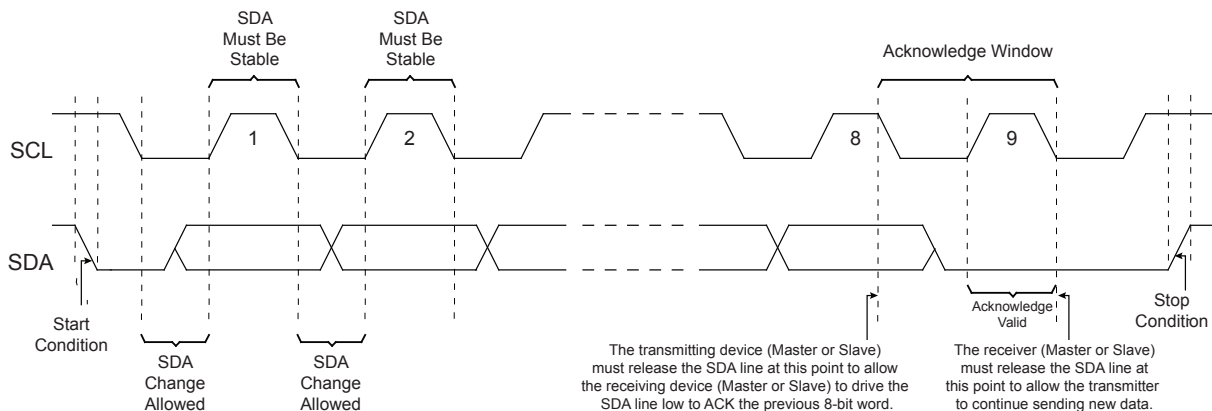 SDA
Must Be
Stable
SDA
Must Be
Stable
Acknowledge Window
SCL
1
2
8
9
SDA
Start
Condition
SDA
Change
Allowed
SDA
Change
Allowed
Acknowledge
Valid
Stop
Condition
The transmitting device (Master or Slave)
must release the SDA line at this point to allow
the receiving device (Master or Slave) to drive the
SDA line low to ACK the previous 8-bit word.
The receiver (Master or Slave)
must release the SDA line at
this point to allow the transmitter
to continue sending new data.